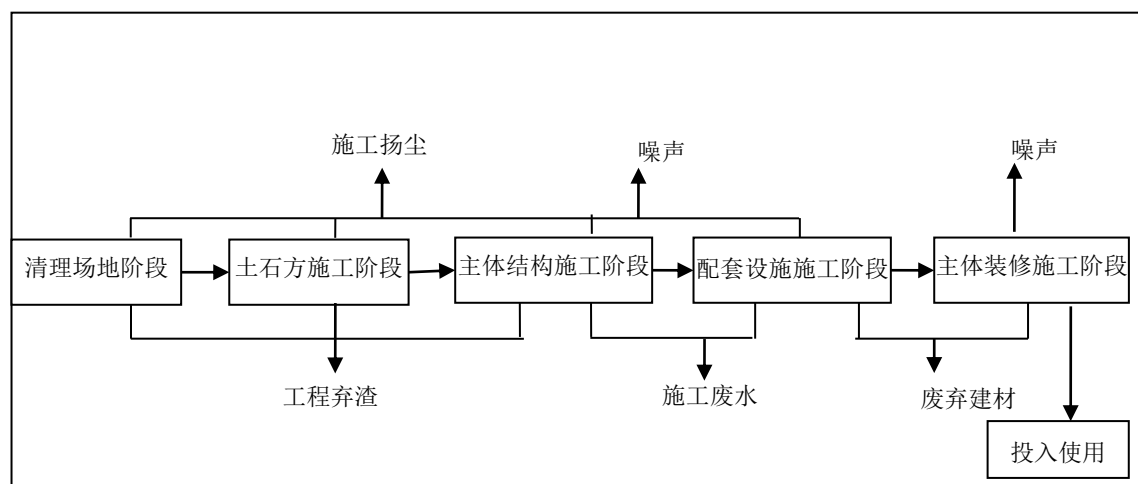 施工扬尘
噪声
噪声
清理场地阶段
土石方施工阶段
主体结构施工阶段
配套设施施工阶段
主体装修施工阶段
工程弃渣
施工废水
废弃建材
投入使用